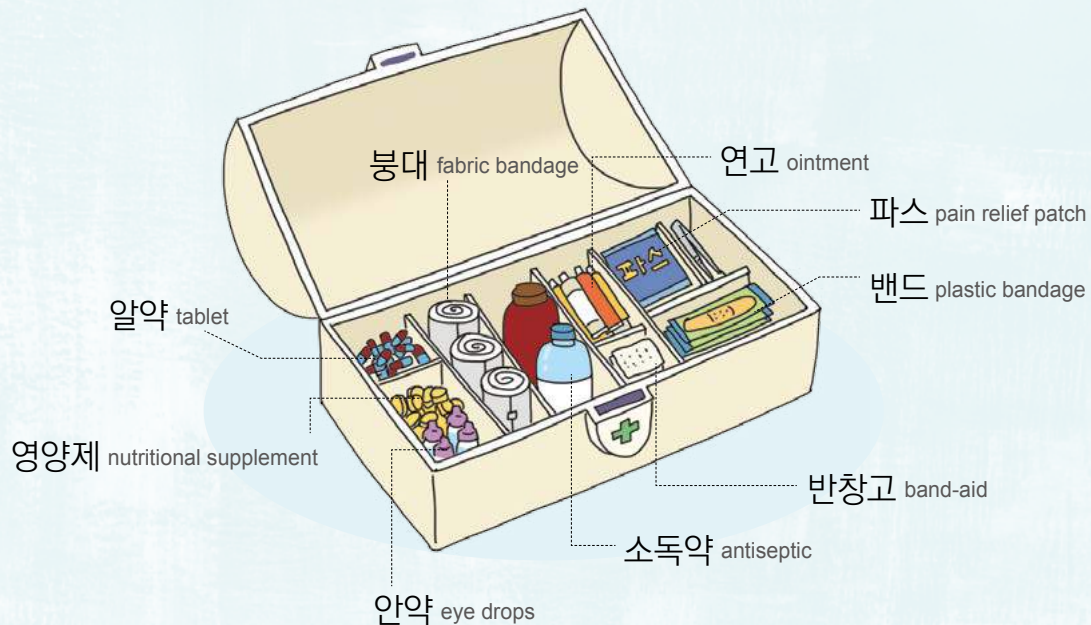 붕대 fabric bandage
연고 ointment
파스 pain relief patch
파스
밴드 plastic bandage
알약 tablet
영양제 nutritional supplement
반창고 band-aid
소독약 antiseptic
안약 eye drops